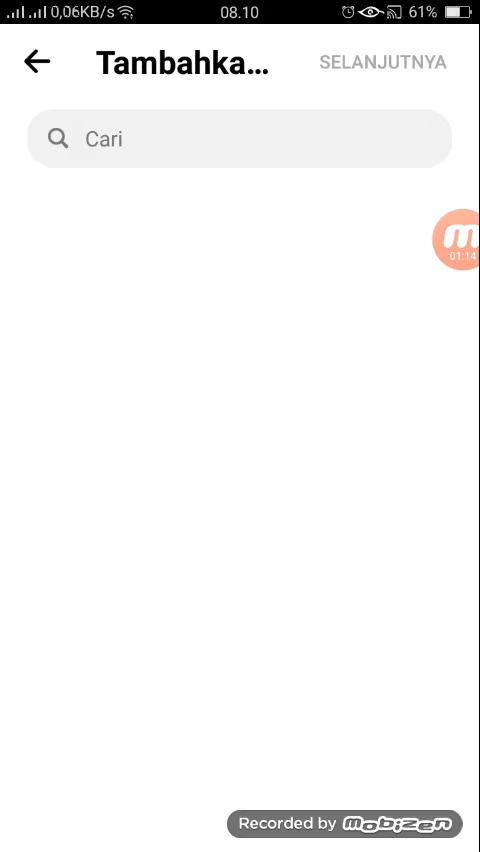 0,06KB/s 08.10 61%
Tambahka... SELANJUTNYA
Cari
m
01:14
Recorded by mobizen